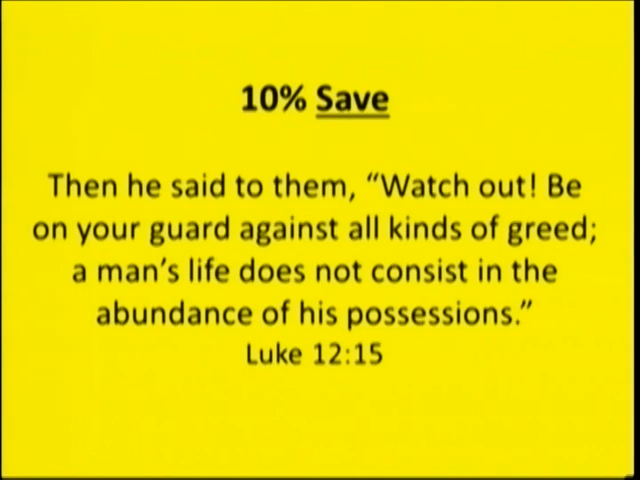 10% Save
Then he said to them, “Watch out! Be
on your guard against all kinds of greed;
a man’s life does not consist in the
abundance of his possessions.”
Luke 12:15